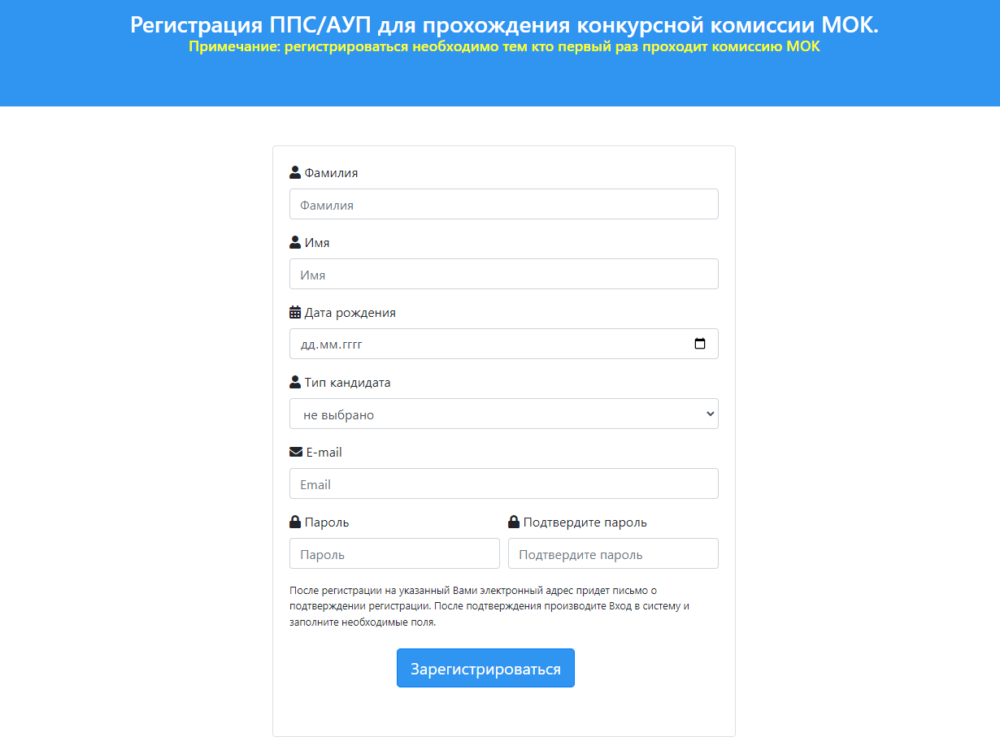 Регистрация ППС/АУП для прохождения конкурсной комиссии МОК.
Примечание: регистрироваться необходимо тем кто первый раз проходит комиссию МОК
Фамилия
Фамилия
Имя
Имя
Дата рождения
дд.мм.гггг
Тип кандидата
не выбрано
E-mail
Email
Пароль
Подтвердите пароль
Пароль
Подтвердите пароль
После регистрации на указанный Вами электронный адрес придет письмо о
подтверждении регистрации. После подтверждения производите Вход в систему и
заполните необходимые поля.
Зарегистрироваться